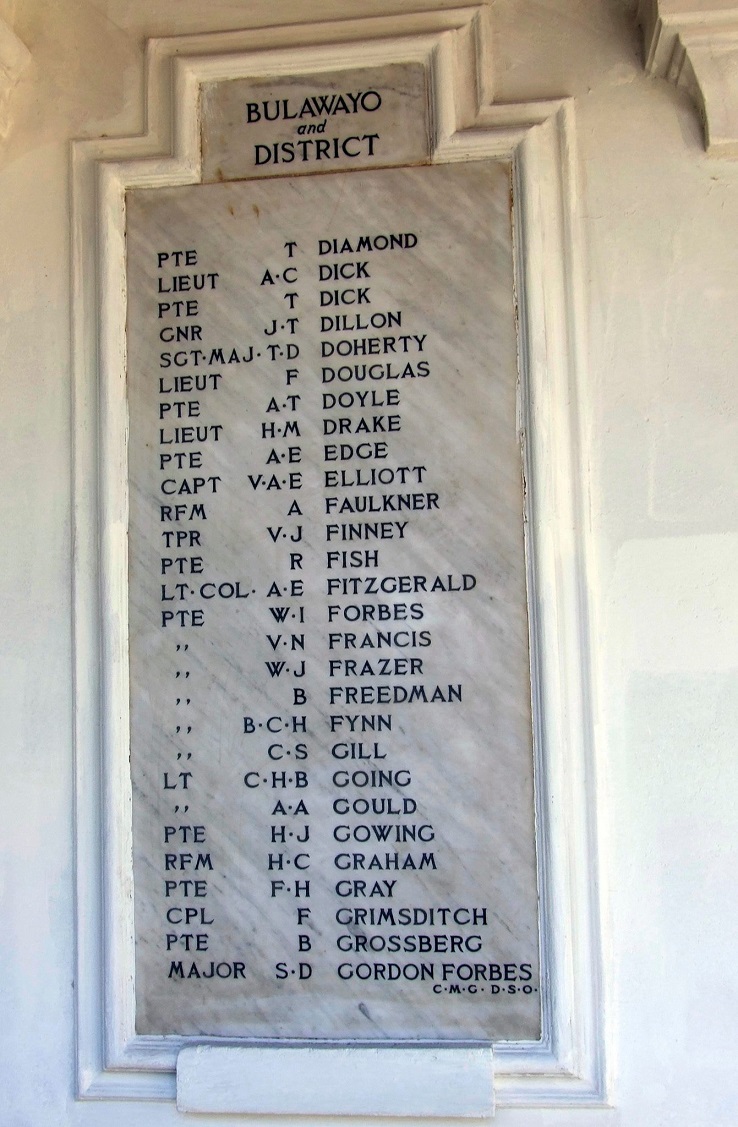 BULAWAYO
and
DISTRICT
PTE T DIAMOND
LIEUT A·C DICK
PTE T DICK
GNR J·T DILLON
SGT·MAJ·T·D DOHERTY
LIEUT F DOUGLAS
PTE A·T DOYLE
LIEUT H·M DRAKE
PTE A·E EDGE
CAPT V·A·E ELLIOTT
RFM A FAULKNER
TPR V·J FINNEY
PTE R FISH
LT·COL· A·E FITZGERALD
PTE W·I FORBES
,, V·N FRANCIS
,, W·J FRAZER
,, B FREEDMAN
,, B·C·H FYNN
,, C·S GILL
LT C·H·B GOING
,, A·A GOULD
PTE H·J GOWING
RFM H·C GRAHAM
PTE F·H GRAY
CPL F GRIMSDITCH
PTE B GROSSBERG
MAJOR S·D GORDON FORBES
C·M·G· D·S·O·